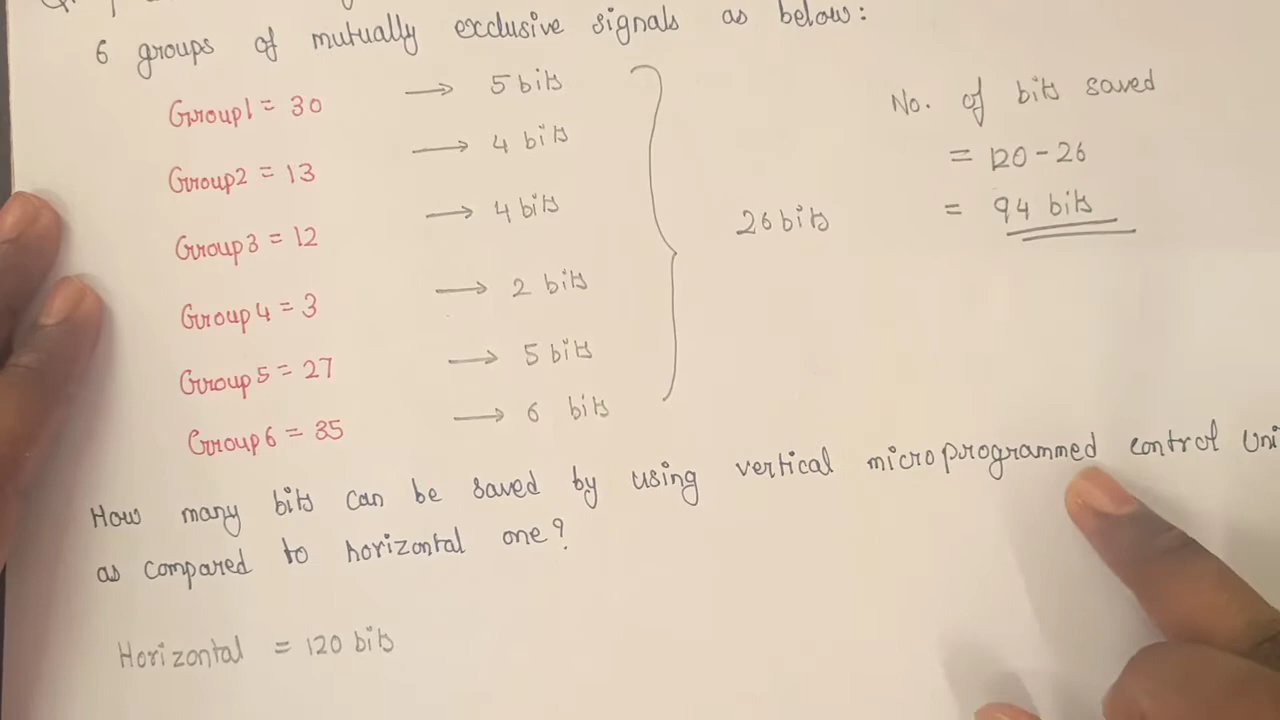 6 groups of mutually exclusive signals as below:
Group1 = 30 → 5 bits
Group2 = 13 → 4 bits
Group3 = 12 → 4 bits
Group4 = 3 → 2 bits
Group5 = 27 → 5 bits
Group6 = 35 → 6 bits
26 bits
No. of bits saved
= 120 - 26
= 94 bits
How many bits can be saved by using vertical microprogrammed control Uni
as compared to horizontal one?
Horizontal = 120 bits